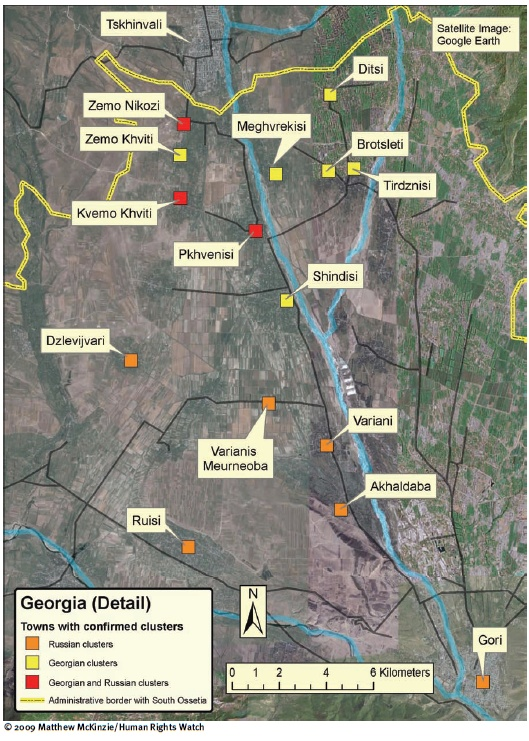 Tskhinvali
Satellite Image:
Google Earth
Ditsi
Zemo Nikozi
Meghvrekisi
Zemo Khviti
Brotsleti
Tirdznisi
Kvemo Khviti
Pkhvenisi
Shindisi
Dzlevijvari
Variani
Varianis
Meurneoba
Akhaldaba
Ruisi
Gori
Georgia (Detail)
Towns with confirmed clusters
Russian clusters
Georgian clusters
Georgian and Russian clusters
Administrative border with South Ossetia
N
0 1 2 4 6 Kilometers
© 2009 Matthew McKinzie/Human Rights Watch